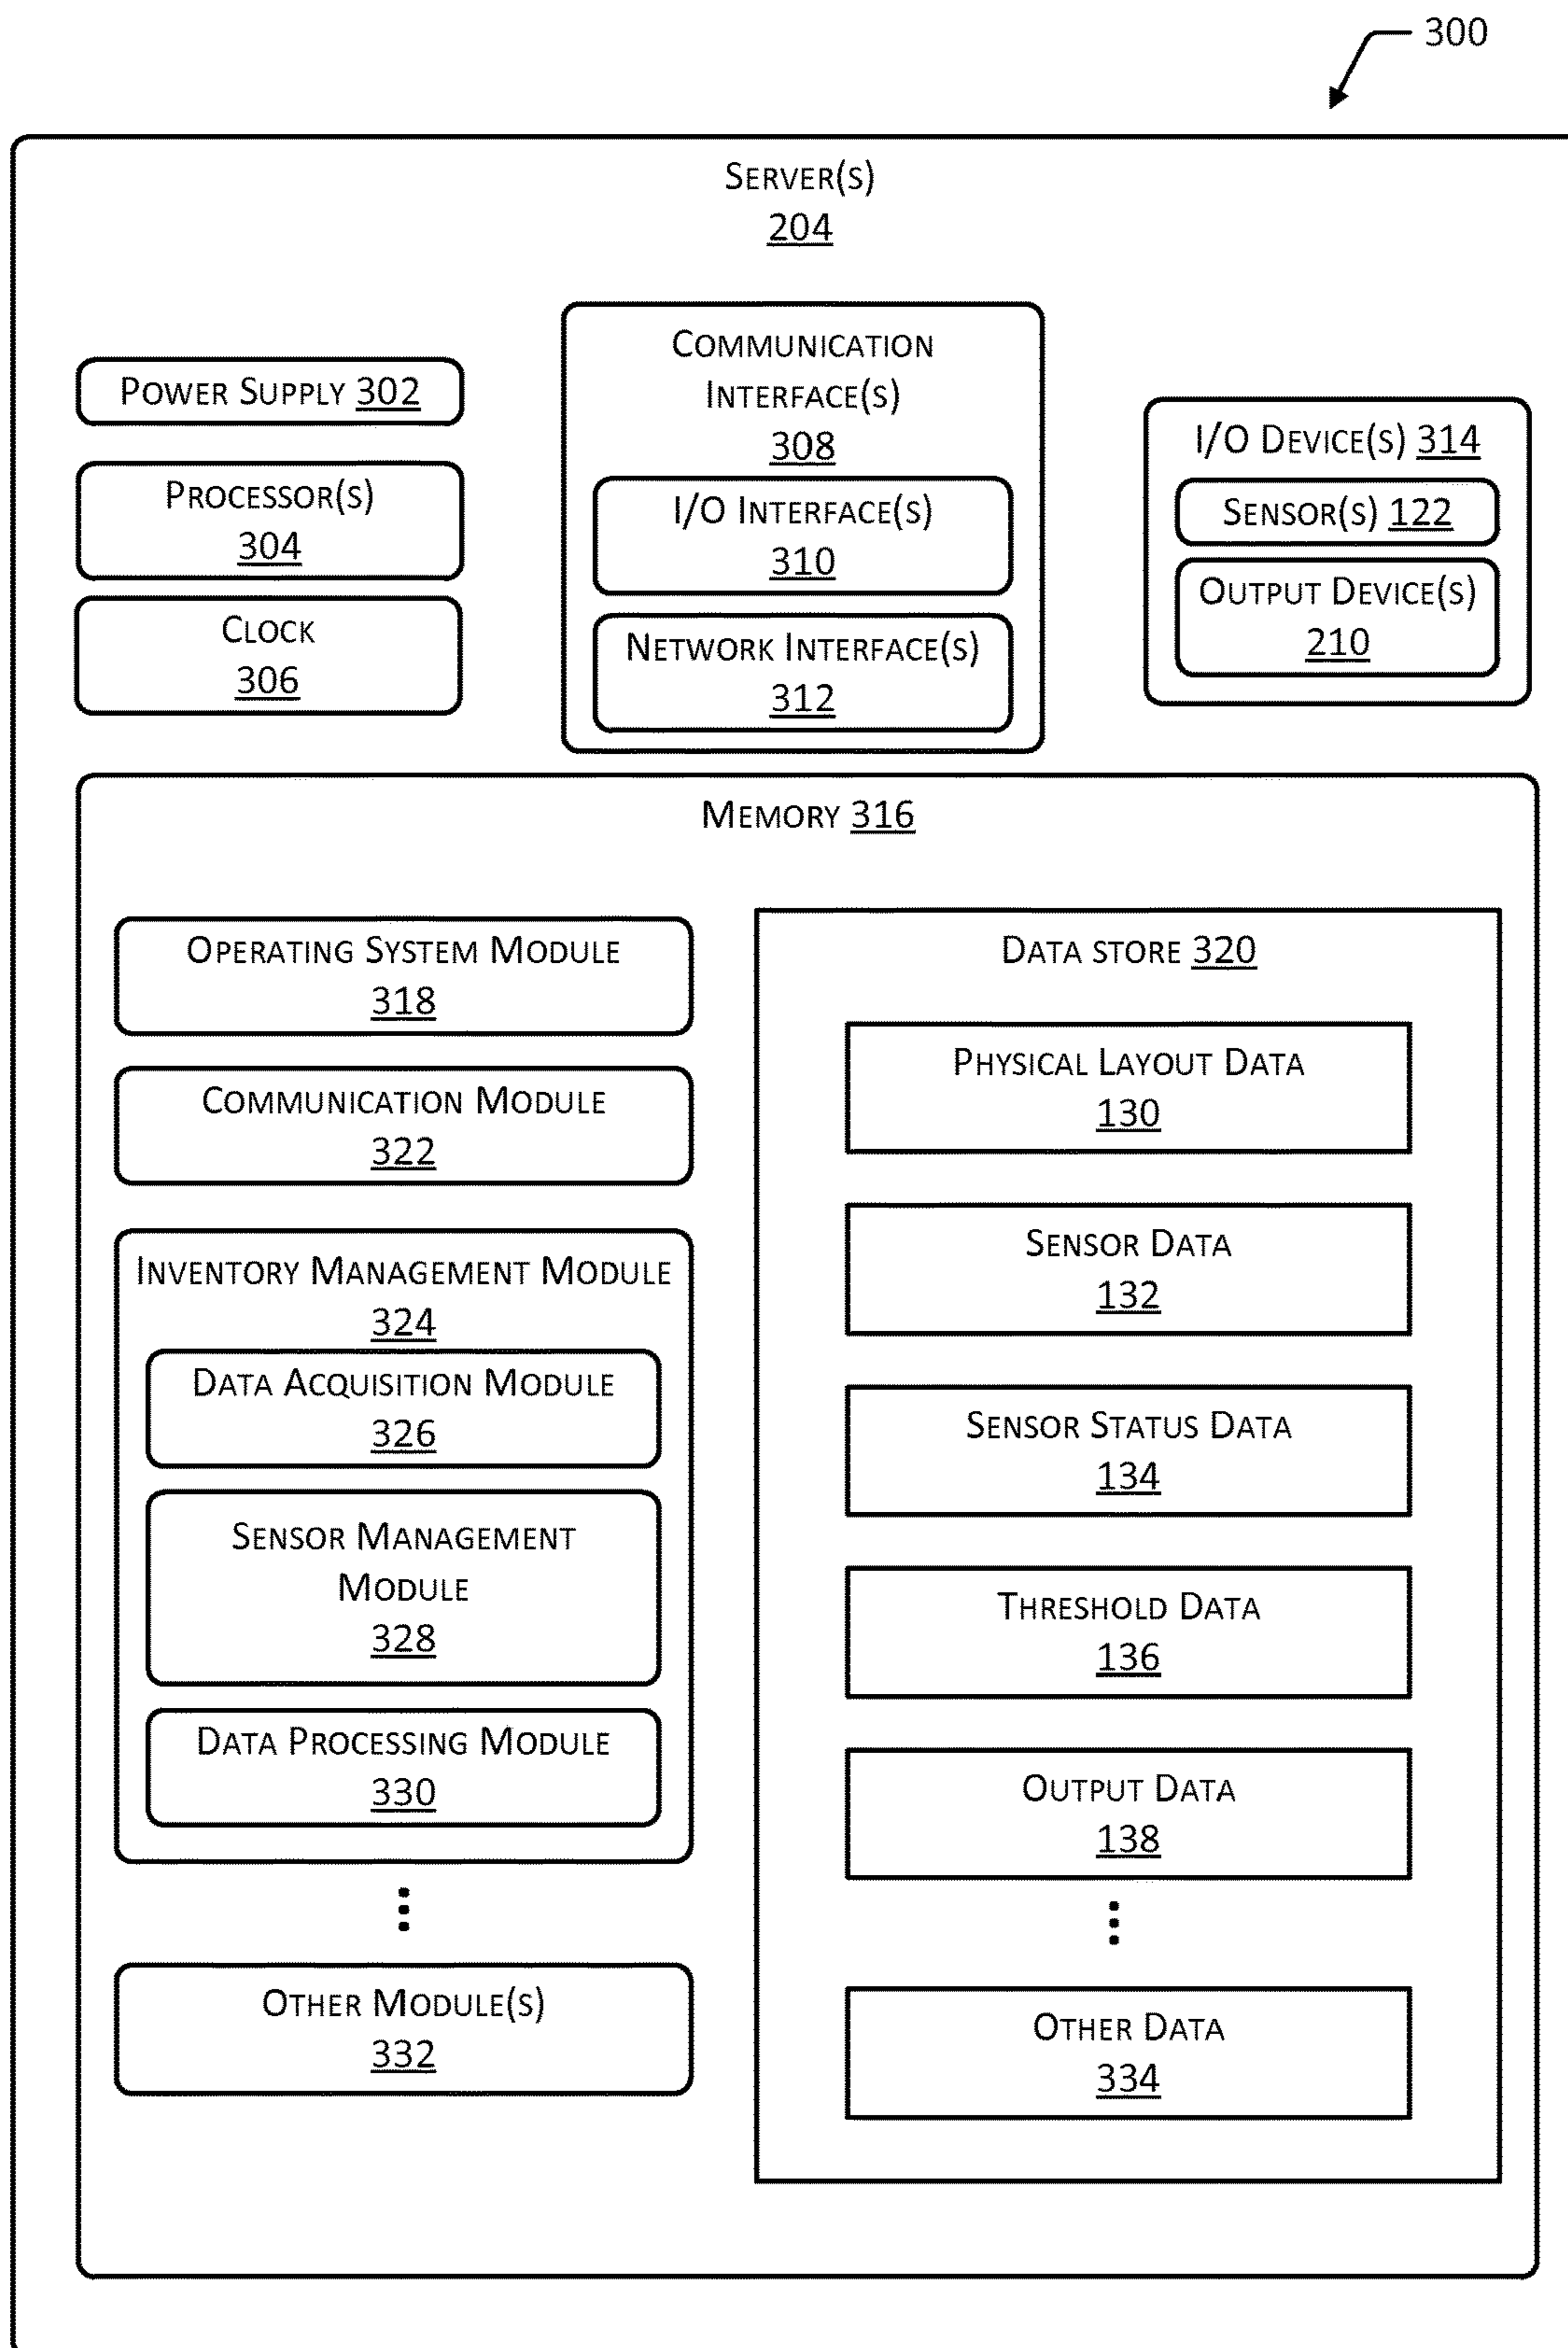 300
SERVER(S)
204
POWER SUPPLY 302
PROCESSOR(S)
304
CLOCK
306
COMMUNICATION
INTERFACE(S)
308
I/O INTERFACE(S)
310
NETWORK INTERFACE(S)
312
I/O DEVICE(S) 314
SENSOR(S) 122
OUTPUT DEVICE(S)
210
MEMORY 316
OPERATING SYSTEM MODULE
318
COMMUNICATION MODULE
322
INVENTORY MANAGEMENT MODULE
324
DATA ACQUISITION MODULE
326
SENSOR MANAGEMENT
MODULE
328
DATA PROCESSING MODULE
330
OTHER MODULE(S)
332
DATA STORE 320
PHYSICAL LAYOUT DATA
130
SENSOR DATA
132
SENSOR STATUS DATA
134
THRESHOLD DATA
136
OUTPUT DATA
138
OTHER DATA
334